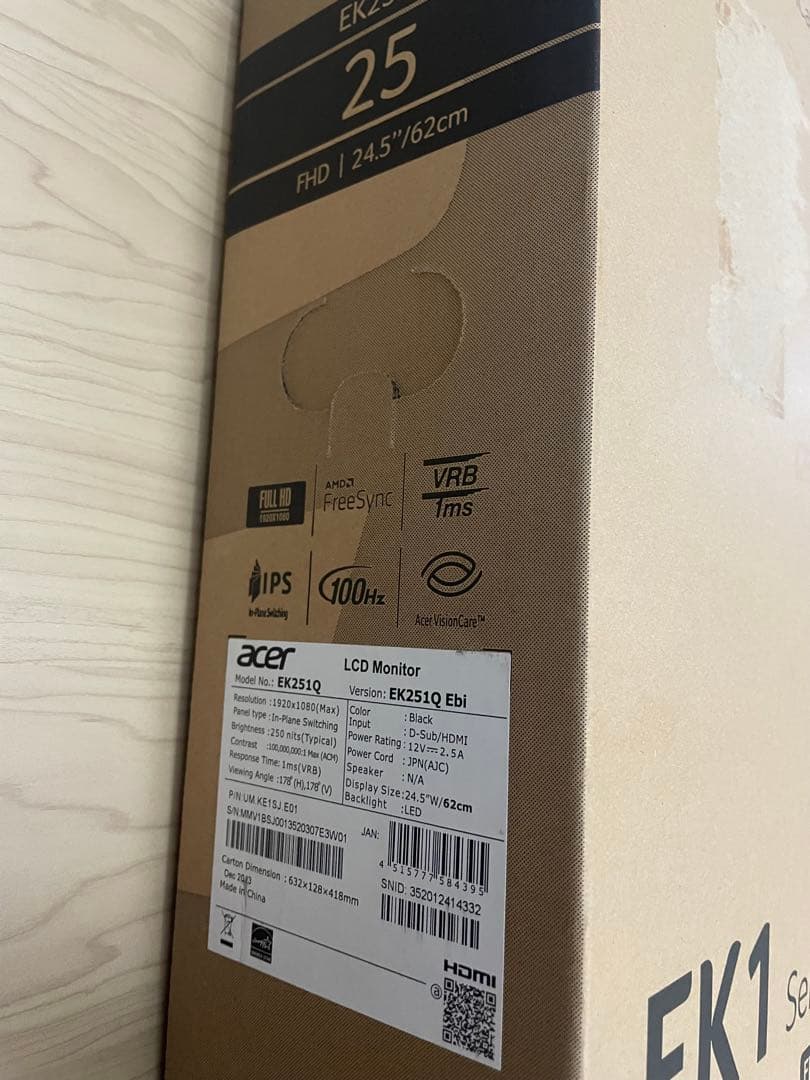 25
FHD | 24.5"/62cm
FULL HD
1920X1080
AMD
FreeSync
VRB
1ms
IPS
In-Plane Switching
100Hz
Acer VisionCare™
acer
LCD Monitor
Model No.: EK251Q
Version: EK251Q Ebi
Resolution :1920x1080(Max)
Panel type :In-Plane Switching
Brightness :250 nits(Typical)
Contrast :100,000,000:1 Max (ACM)
Response Time: 1ms(VRB)
Viewing Angle :178°(H),178°(V)
Color : Black
Input : D-Sub/HDMI
Power Rating : 12V⎓2.5A
Power Cord : JPN(AJC)
Speaker : N/A
Display Size:24.5"W/62cm
Backlight :LED
P/N:UM.KE1SJ.E01
S/N:MMV1BSJ0013520307E3W01
JAN:
4 515777 584395
Carton Dimension : 632×128×418mm
Dec 2023
Made in China
SNID: 352012414332
HDMI
EK1